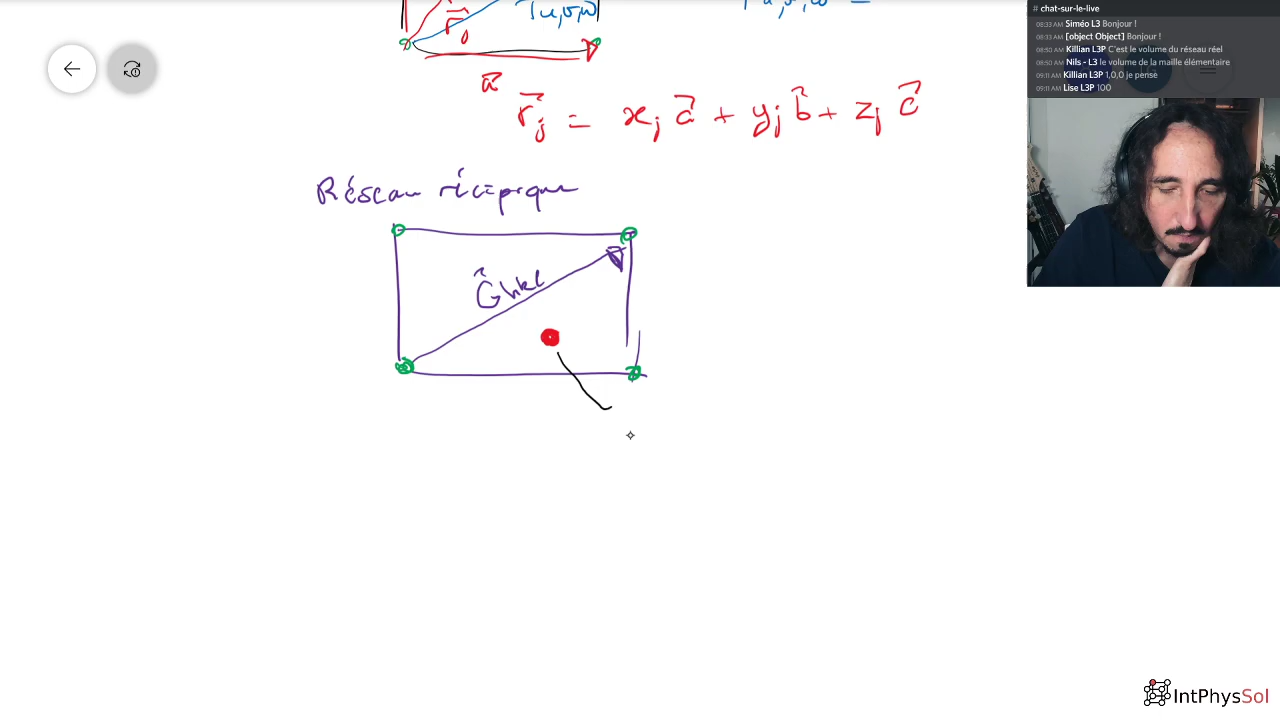 # chat-sur-le-live
08:33 AM Siméo L3 Bonjour !
08:33 AM [object Object] Bonjour !
08:50 AM Killian L3P C'est le volume du réseau réel
08:50 AM Nils - L3 le volume de la maille élémentaire
09:11 AM Killian L3P 1,0,0 je pense
09:11 AM Lise L3P 100
T u,v,w
r⃗j
a⃗
r⃗j = xj a⃗ + yj b⃗ + zj c⃗
Réseau réciproque
G⃗hkl
IntPhysSol